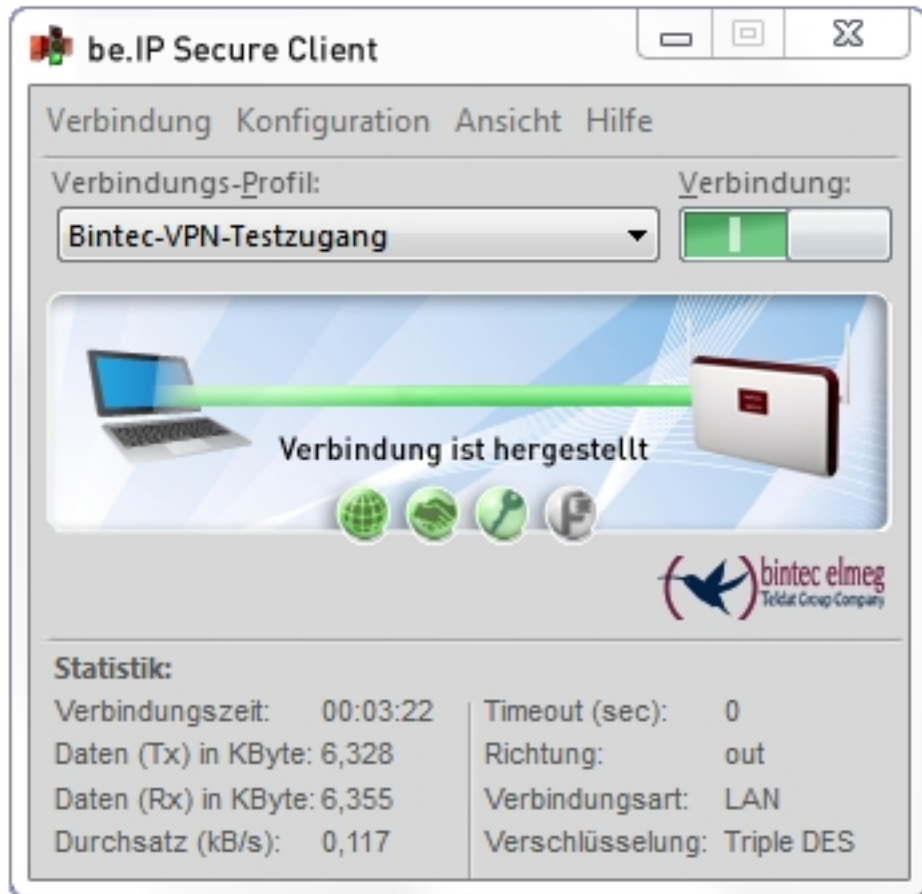 be.IP Secure Client
Verbindung Konfiguration Ansicht Hilfe
Verbindungs-Profil: Verbindung:
Bintec-VPN-Testzugang
Verbindung ist hergestellt
bintec elmeg
Teldat Group Company
Statistik:
Verbindungszeit: 00:03:22 Timeout (sec): 0
Daten (Tx) in KByte: 6,328 Richtung: out
Daten (Rx) in KByte: 6,355 Verbindungsart: LAN
Durchsatz (kB/s): 0,117 Verschlüsselung: Triple DES